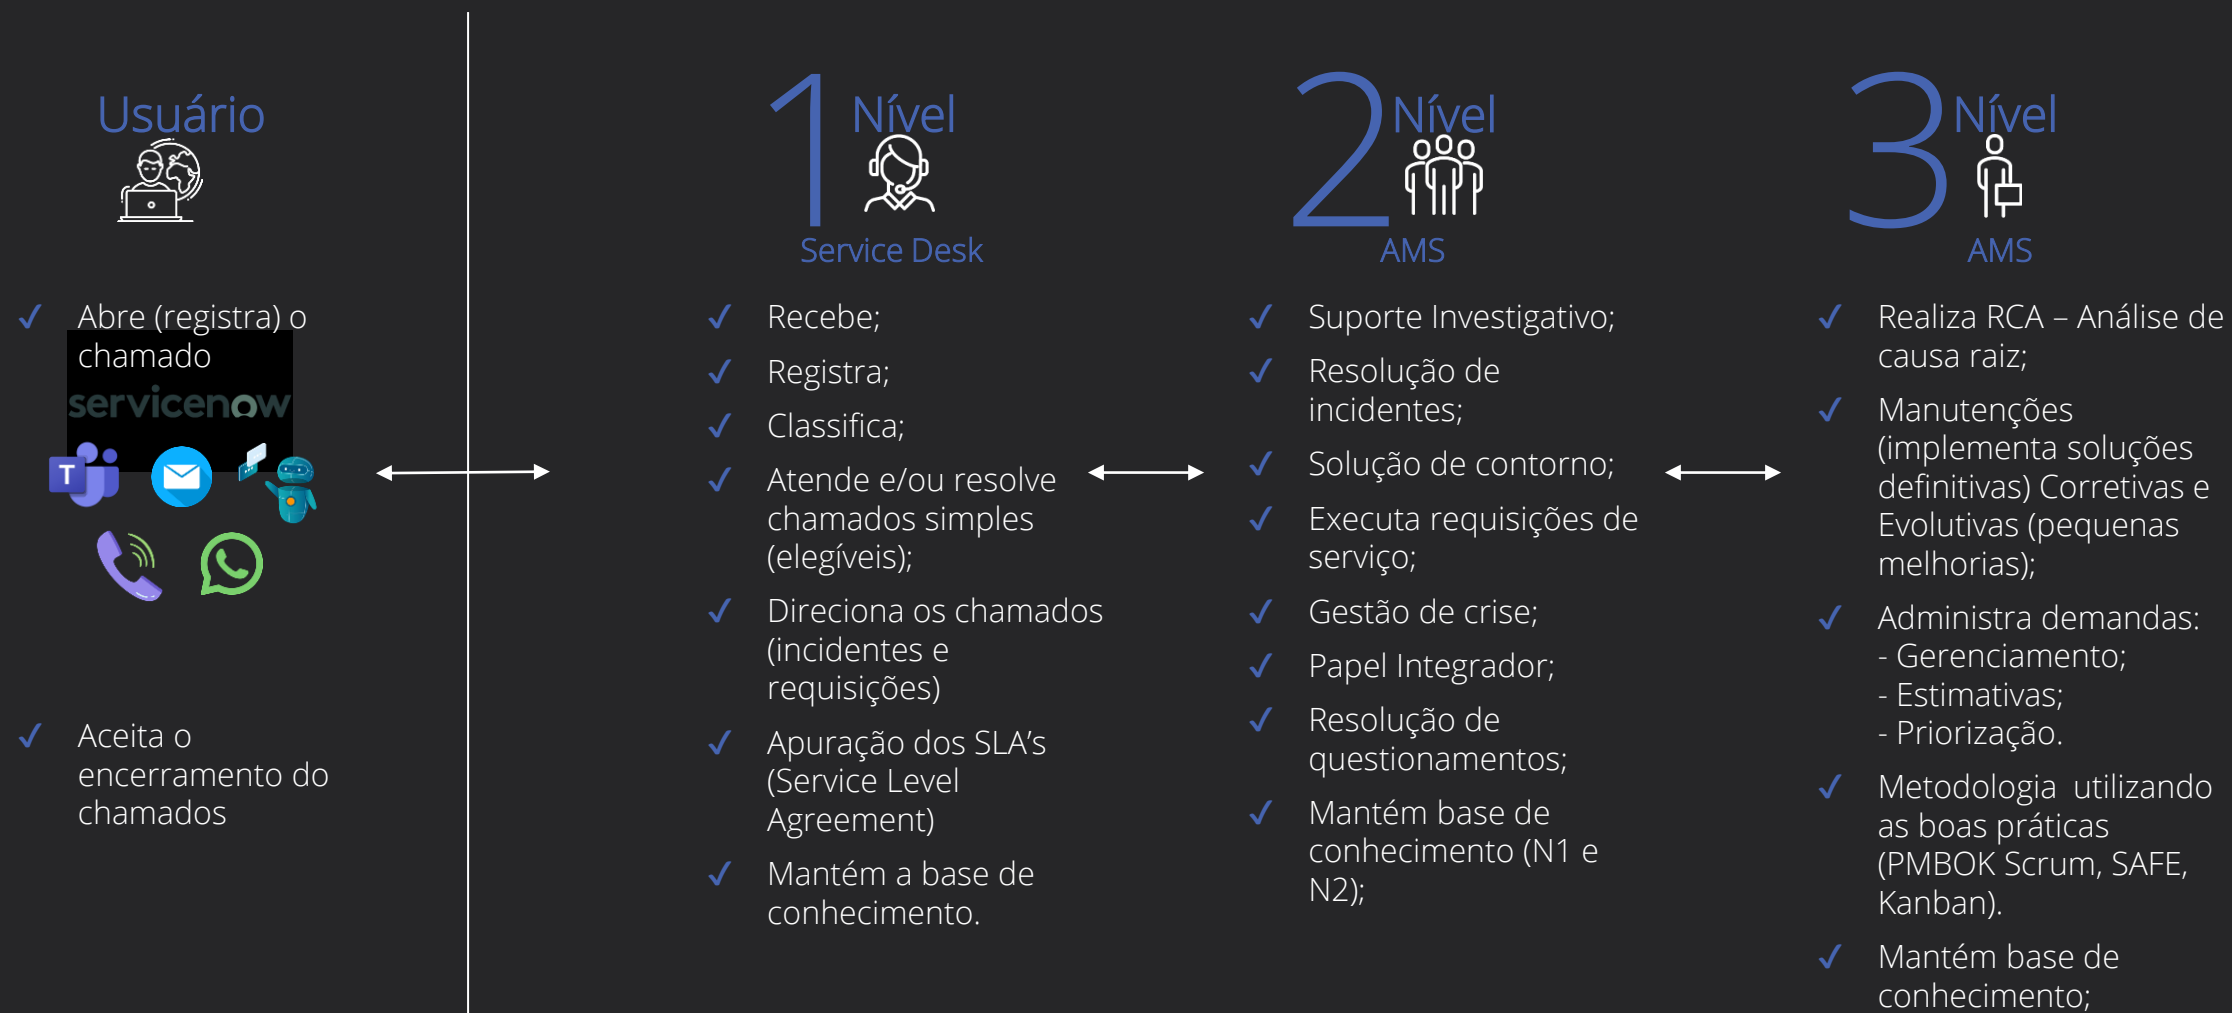 Usuário
Abre (registra) o
chamado
servicenow
T
Aceita o
encerramento do
chamados
1 Nível
Service Desk
Recebe;
Registra;
Classifica;
Atende e/ou resolve
chamados simples
(elegíveis);
Direciona os chamados
(incidentes e
requisições)
Apuração dos SLA’s
(Service Level
Agreement)
Mantém a base de
conhecimento.
2 Nível
AMS
Suporte Investigativo;
Resolução de
incidentes;
Solução de contorno;
Executa requisições de
serviço;
Gestão de crise;
Papel Integrador;
Resolução de
questionamentos;
Mantém base de
conhecimento (N1 e
N2);
3 Nível
AMS
Realiza RCA – Análise de
causa raiz;
Manutenções
(implementa soluções
definitivas) Corretivas e
Evolutivas (pequenas
melhorias);
Administra demandas:
- Gerenciamento;
- Estimativas;
- Priorização.
Metodologia  utilizando
as boas práticas
(PMBOK Scrum, SAFE,
Kanban).
Mantém base de
conhecimento;